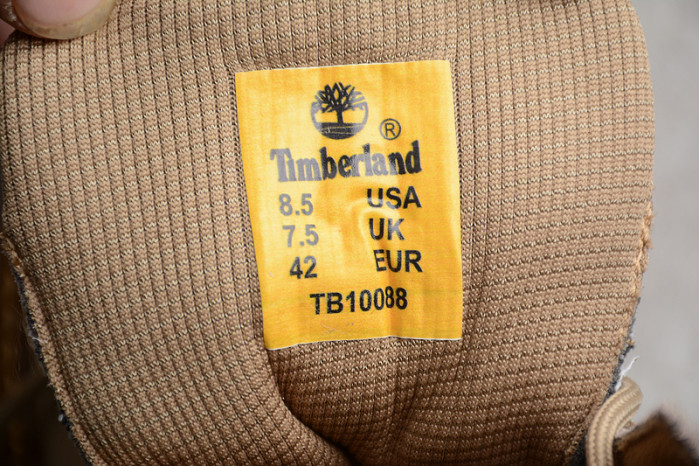 ®
Timberland
8.5 USA
7.5 UK
42 EUR
TB10088